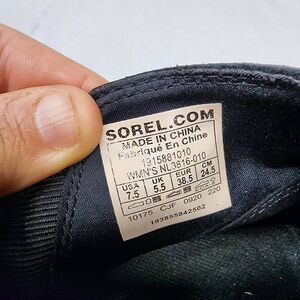 SOREL.COM
MADE IN CHINA
Fabriqué En Chine
1915881010
WMN'S NL3816-010
USA UK EUR CM
7.5 5.5 38.5 24.5
10175 CJF 0920 220
193855842502